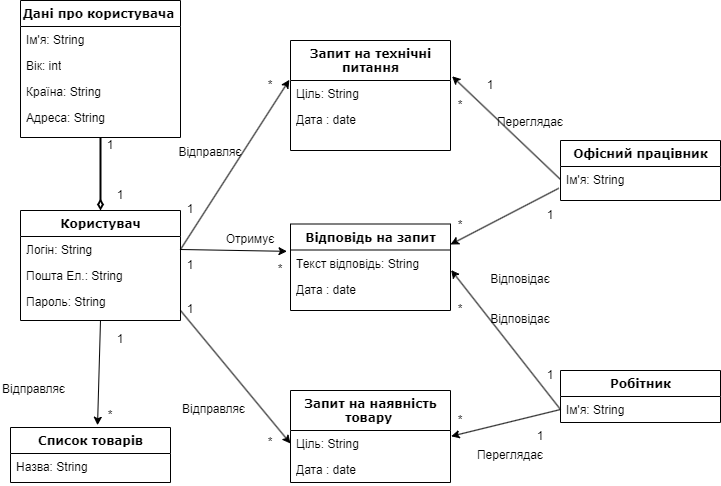 Дані про користувача
Ім'я: String
Вік: int
Країна: String
Адреса: String
1
1
Користувач
Логін: String
Пошта Ел.: String
Пароль: String
1
Відправляє
*
Список товарів
Назва: String
1
Відправляє
*
Запит на технічні
питання
Ціль: String
Дата : date
1
Отримує
*
Відповідь на запит
Текст відповідь: String
Дата : date
1
Відправляє
*
Запит на наявність
товару
Ціль: String
Дата : date
1
*
Переглядає
Офісний працівник
Ім'я: String
1
*
Відповідає
Відповідає
*
1
Робітник
Ім'я: String
1
*
Переглядає